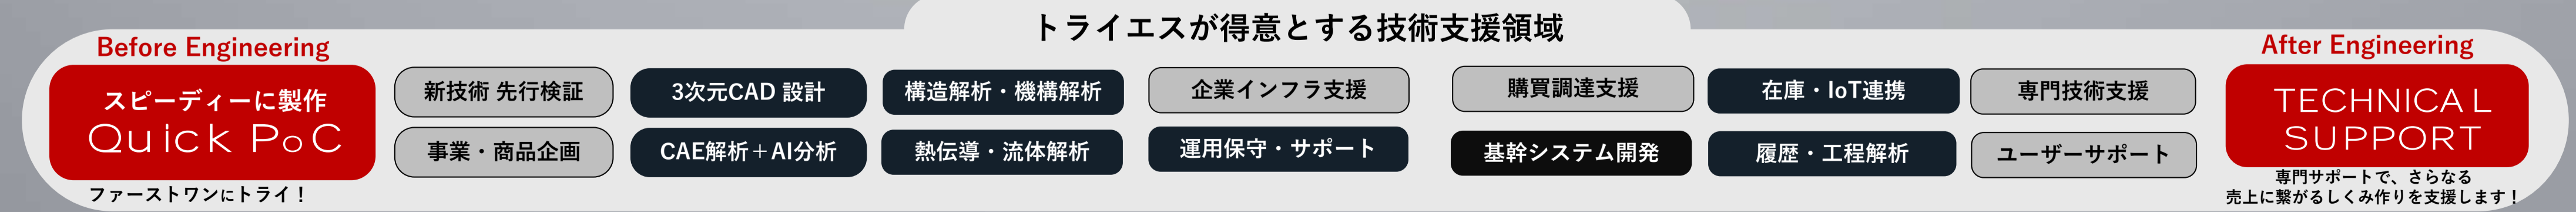 トライエスが得意とする技術支援領域
Before Engineering
スピーディーに製作
Quick PoC
ファーストワンにトライ！
新技術 先行検証
事業・商品企画
3次元CAD 設計
CAE解析＋AI分析
構造解析・機構解析
熱伝導・流体解析
企業インフラ支援
運用保守・サポート
購買調達支援
基幹システム開発
在庫・IoT連携
履歴・工程解析
専門技術支援
ユーザーサポート
After Engineering
TECHNICAL
SUPPORT
専門サポートで、さらなる
売上に繋がるしくみ作りを支援します！